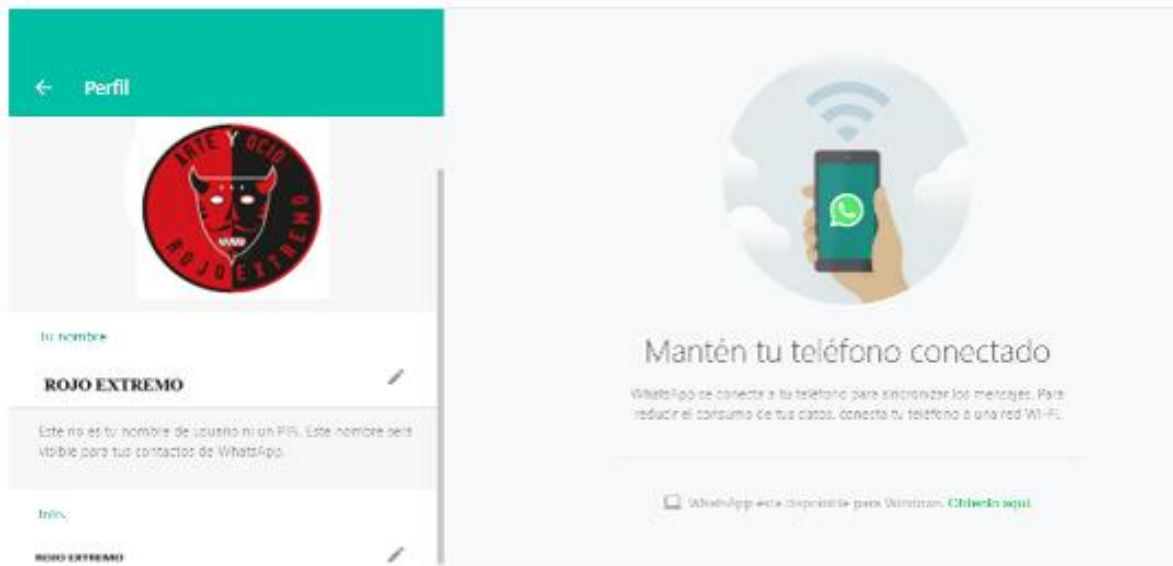 Perfil
ARTE Y OCIO
ROJO EXTREMO
Tu nombre
ROJO EXTREMO
Este no es tu nombre de usuario ni un PIN. Este nombre será
visible para tus contactos de WhatsApp.
Info.
ROJO EXTREMO
Mantén tu teléfono conectado
WhatsApp se conecta a tu teléfono para sincronizar los mensajes. Para
reducir el consumo de tus datos, conecta tu teléfono a una red Wi-Fi.
WhatsApp está disponible para Windows. Obtenlo aquí.